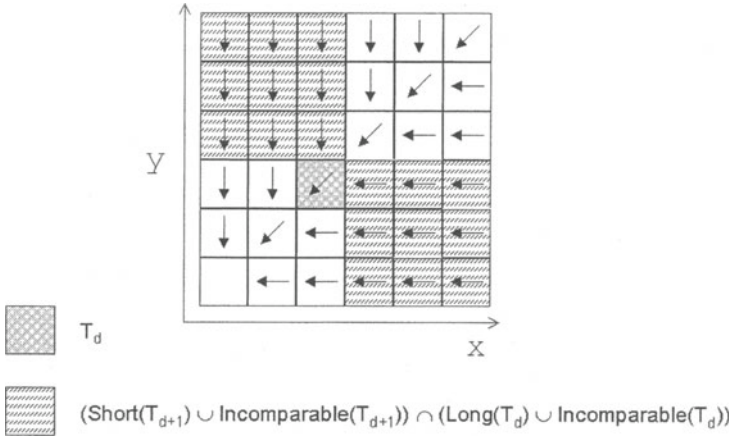 y
x
T_d
(Short(T_{d+1}) ∪ Incomparable(T_{d+1})) ∩ (Long(T_d) ∪ Incomparable(T_d))